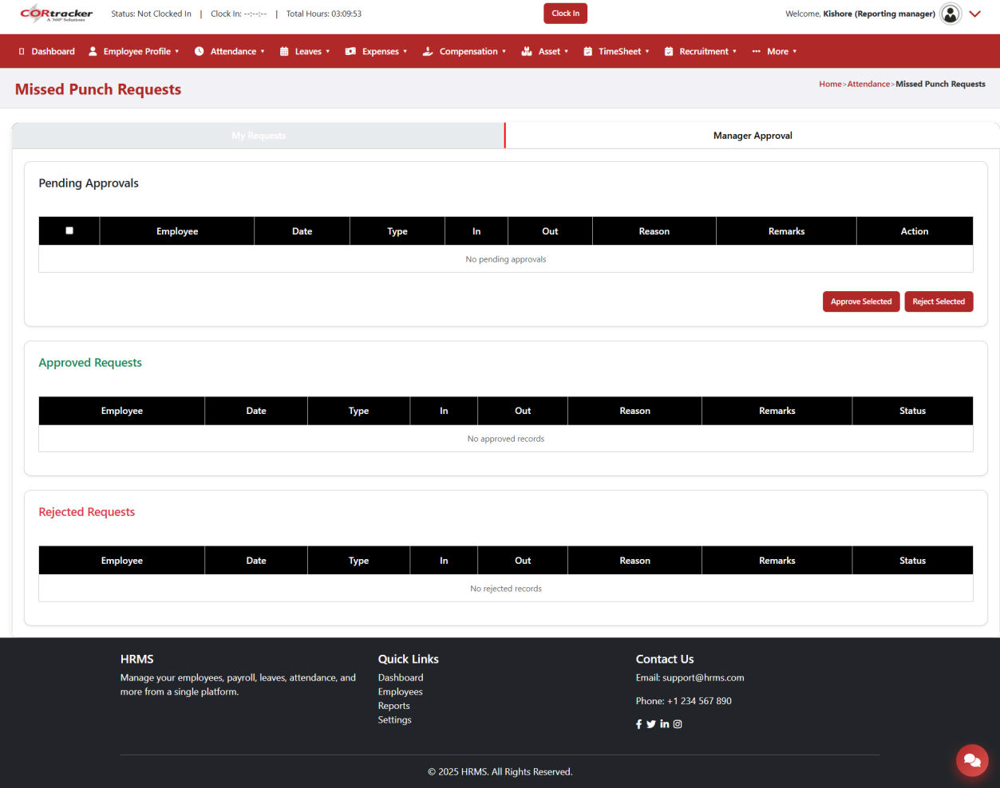 CORtracker
A 360° Solutions
Status: Not Clocked In | Clock In: --:--:-- | Total Hours: 03:09:53
Clock In
Welcome, Kishore (Reporting manager)
Dashboard Employee Profile Attendance Leaves Expenses Compensation Asset TimeSheet Recruitment More
Missed Punch Requests
Home>Attendance>Missed Punch Requests
My Requests
Manager Approval
Pending Approvals
Employee Date Type In Out Reason Remarks Action
No pending approvals
Approve Selected Reject Selected
Approved Requests
Employee Date Type In Out Reason Remarks Status
No approved records
Rejected Requests
Employee Date Type In Out Reason Remarks Status
No rejected records
HRMS
Manage your employees, payroll, leaves, attendance, and
more from a single platform.
Quick Links
Dashboard
Employees
Reports
Settings
Contact Us
Email: support@hrms.com
Phone: +1 234 567 890
© 2025 HRMS. All Rights Reserved.